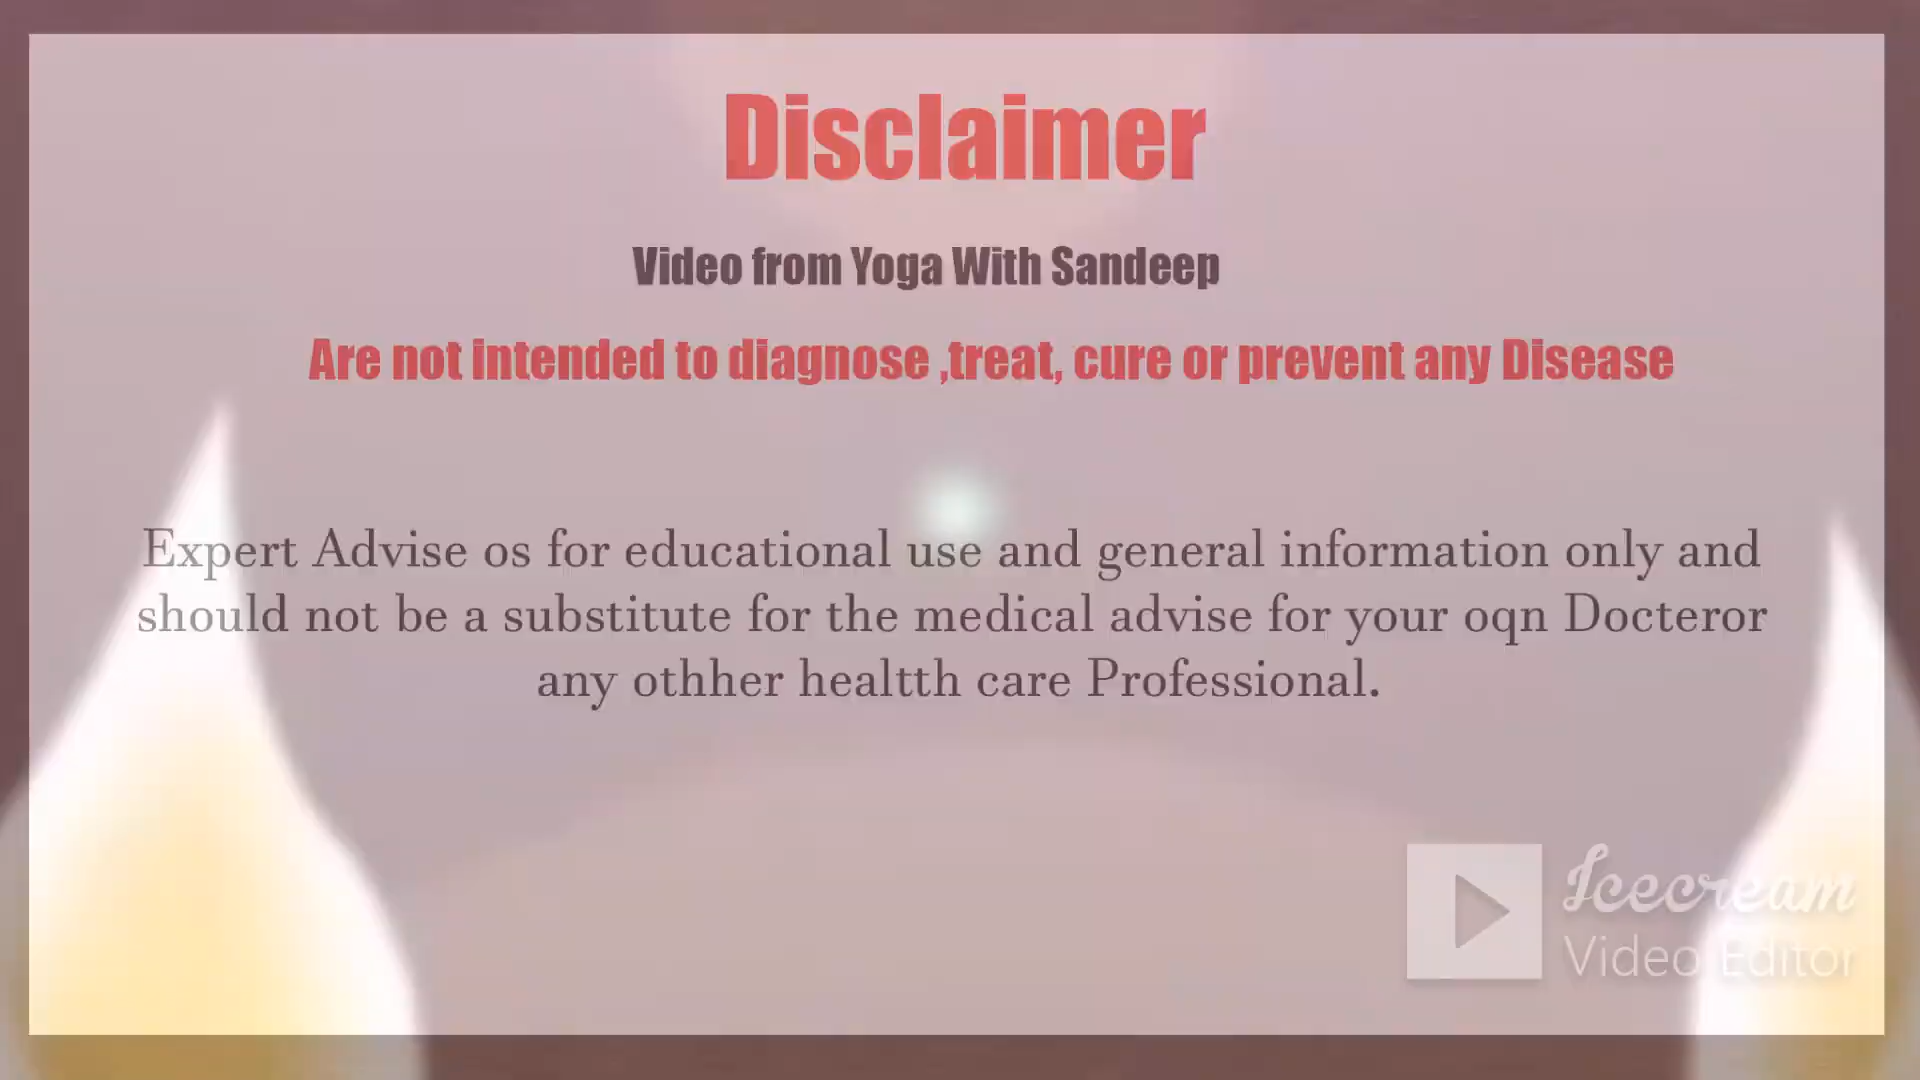 Disclaimer
Video from Yoga With Sandeep
Are not intended to diagnose ,treat, cure or prevent any Disease
Expert Advise os for educational use and general information only and
should not be a substitute for the medical advise for your oqn Docteror
any othher healtth care Professional.
Icecream
Video Editor